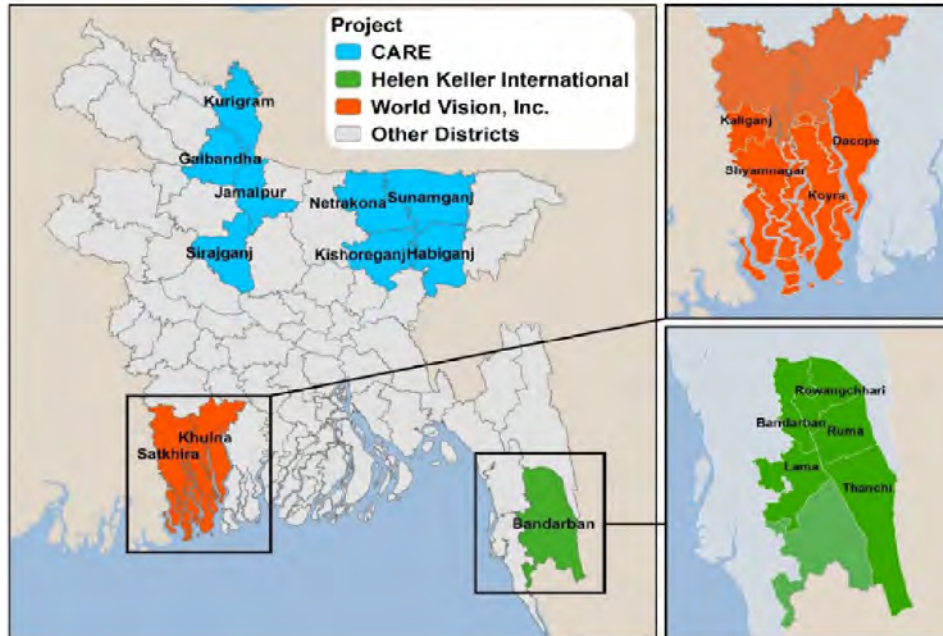 Project
CARE
Helen Keller International
World Vision, Inc.
Other Districts
Kurigram
Gaibandha
Jamalpur
Netrakona
Sunamganj
Sirajganj
Kishoreganj
Habiganj
Khulna
Satkhira
Bandarban
Kaliganj
Dacope
Shyamnagar
Koyra
Rowangchhari
Bandarban
Ruma
Lama
Thanchi